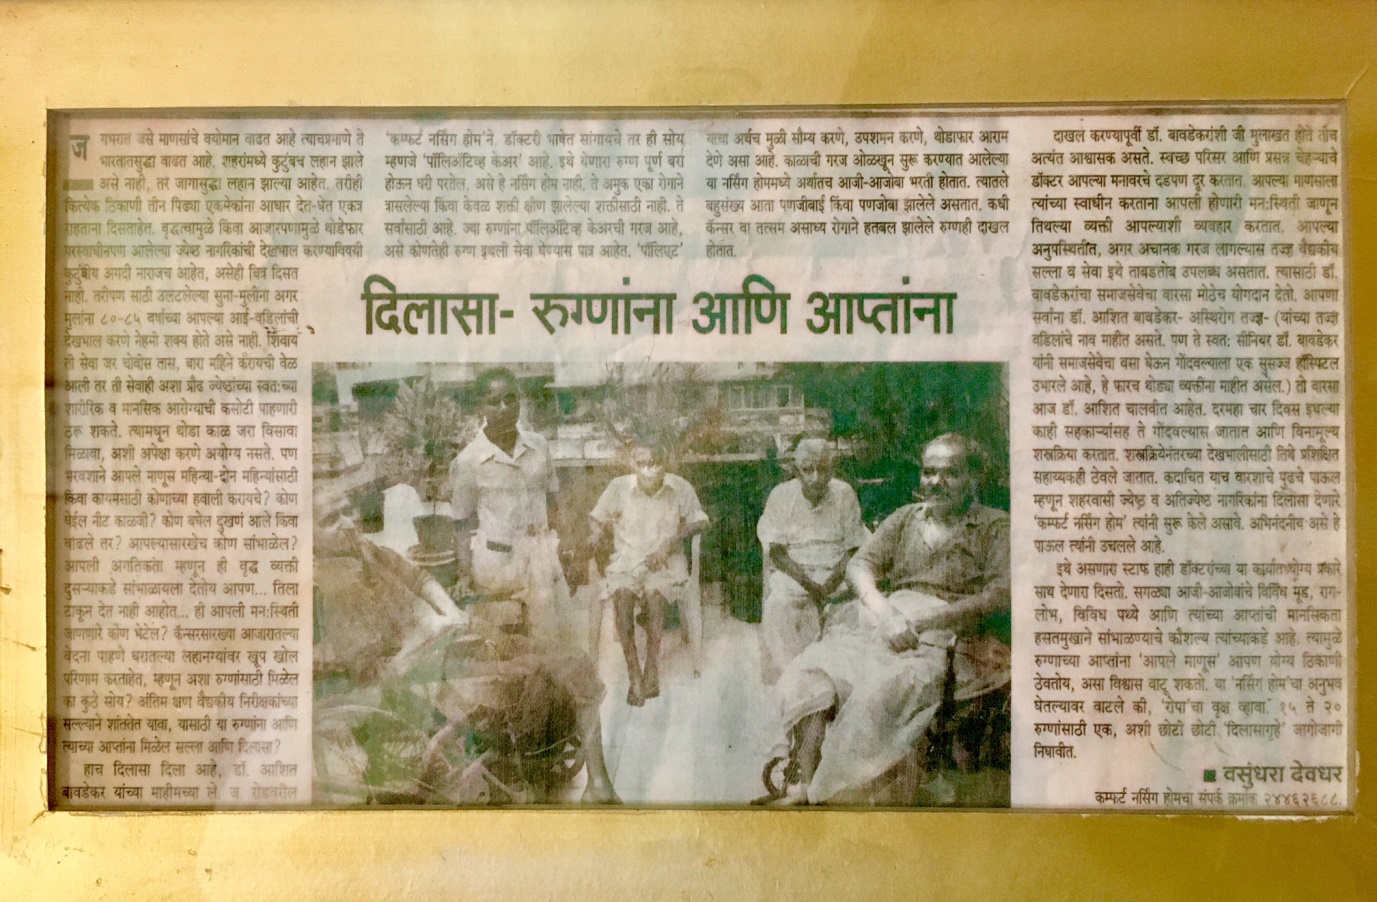 जगभरात जसे माणसांचे वयोमान वाढत आहे त्याचप्रमाणे ते
भारतातसुद्धा वाढत आहे. शहरांमध्ये कुटुंबच लहान झाले
असे नाही, तर जागासुद्धा लहान झाल्या आहेत. तरीही
कित्येक ठिकाणी तीन पिढ्या एकमेकांना आधार देत-घेत एकत्र
राहताना दिसताहेत. वृद्धत्वामुळे किंवा आजारपणामुळे थोडेफार
परस्वाधीनपण आलेल्या ज्येष्ठ नागरिकांची देखभाल करण्याविषयी
कुटुंबीय अगदी नाराजच आहेत, असेही चित्र दिसत
नाही. तरीपण साठी उलटलेल्या सुना-मुलींना अगर
मुलांना ८०-८५ वर्षांच्या आपल्या आई-वडिलांची
देखभाल करणे नेहमी शक्य होते असे नाही. शिवाय
ती सेवा जर चोवीस तास, बारा महिने करायची वेळ
आली तर ती सेवाही अशा प्रौढ ज्येष्ठांच्या स्वत:च्या
शारीरिक व मानसिक आरोग्याची कसोटी पाहणारी
ठरू शकते. त्यामधून थोडा काळ जरा विसावा
मिळावा, अशी अपेक्षा करणे अयोग्य नसते. पण
भरवशाने आपले माणूस महिन्या-दोन महिन्यांसाठी
किंवा कायमसाठी कोणाच्या हवाली करायचे? कोण
घेईल नीट काळजी? कोण बघेल दुखणं आले किंवा
वाढले तर? आपल्यासारखेच कोण सांभाळेल?
आपली अगतिकता म्हणून ही वृद्ध व्यक्ती
दुसऱ्याकडे सांभाळायला देतोय आपण... तिला
टाकून देत नाही आहोत... ही आपली मन:स्थिती
जाणणारे कोण भेटेल? कॅन्सरसारख्या आजारातल्या
वेदना पाहणे घरातल्या लहानग्यांवर खूप खोल
परिणाम करताहेत, म्हणून अशा रुग्णांसाठी मिळेल
का कुठे सोय? अंतिम क्षण वैद्यकीय निरीक्षकांच्या
सल्ल्याने शांततेत यावा, यासाठी या रुग्णांना आणि
त्याच्या आप्तांना मिळेल सल्ला आणि दिलासा?
हाच दिलासा दिला आहे, डॉ. आशित
बावडेकर यांच्या माहीमच्या ले. ज. रोडवरील
'कम्फर्ट नर्सिंग होम'ने. डॉक्टरी भाषेत सांगायचे तर ही सोय
म्हणजे 'पॉलिअॅटिव्ह केअर' आहे. इथे येणारा रुग्ण पूर्ण बरा
होऊन घरी परतेल, असे हे नर्सिंग होम नाही. ते अमुक एका रोगाने
त्रासलेल्या किंवा केवळ शक्ती क्षीण झालेल्या शक्तीसाठी नाही. ते
सर्वांसाठी आहे. ज्या रुग्णांना पॉलिअॅटिव्ह केअरची गरज आहे,
असे कोणतेही रुग्ण इथली सेवा घेण्यास पात्र आहेत. 'पॉलिएट'
याचा अर्थच मुळी सौम्य करणे, उपशमन करणे, थोडाफार आराम
देणे असा आहे. काळाची गरज ओळखून सुरू करण्यात आलेल्या
या नर्सिंग होममध्ये अर्थातच आजी-आजोबा भरती होतात. त्यातले
बहुसंख्य आता पणजीबाई किंवा पणजोबा झालेले असतात. कधी
कॅन्सर वा तत्सम असाध्य रोगाने हतबल झालेले रुग्णही दाखल
होतात.
दिलासा- रुग्णांना आणि आप्तांना
दाखल करण्यापूर्वी डॉ. बावडेकरांशी जी मुलाखत होते तीच
अत्यंत आश्वासक असते. स्वच्छ परिसर आणि प्रसन्न चेहऱ्याचे
डॉक्टर आपल्या मनावरचे दडपण दूर करतात. आपल्या माणसाला
त्यांच्या स्वाधीन करताना आपली होणारी मन:स्थिती जाणून
तिथल्या व्यक्ती आपल्याशी व्यवहार करतात. आपल्या
अनुपस्थितीत, अगर अचानक गरज लागल्यास तज्ज्ञ वैद्यकीय
सल्ला व सेवा इथे ताबडतोब उपलब्ध असतात. त्यासाठी डॉ.
बावडेकरांचा समाजसेवेचा वारसा मोठेच योगदान देतो. आपणा
सर्वांना डॉ. आशित बावडेकर- अस्थिरोग तज्ज्ञ- (यांच्या तज्ज्ञ
वडिलांचे नाव माहीत असते. पण ते स्वत: सीनियर डॉ. बावडेकर
यांनी समाजसेवेचा वसा घेऊन गोंदवल्याला एक सुसज्ज हॉस्पिटल
उभारले आहे, हे फारच थोड्या व्यक्तींना माहीत असेल.) तो वारसा
आज डॉ. आशित चालवीत आहेत. दरमहा चार दिवस इथल्या
काही सहकाऱ्यांसह ते गोंदवल्यास जातात आणि विनामूल्य
शस्त्रक्रिया करतात. शस्त्रक्रियेनंतरच्या देखभालीसाठी तिथे प्रशिक्षित
सहाय्यकही ठेवले जातात. कदाचित याच वारशाचे पुढचे पाऊल
म्हणून शहरवासी ज्येष्ठ व अतिज्येष्ठ नागरिकांना दिलासा देणारे
'कम्फर्ट नर्सिंग होम' त्यांनी सुरू केले असावे. अभिनंदनीय असे हे
पाऊल त्यांनी उचलले आहे.
इथे असणारा स्टाफ हाही डॉक्टरांच्या या कार्यात योग्य प्रकारे
साथ देणारा दिसतो. सगळ्या आजी-आजोबांचे विविध मूड, राग-
लोभ, विविध पथ्ये आणि त्यांच्या आप्तांची मानसिकता
हसतमुखाने सांभाळण्याचे कौशल्य त्यांच्याकडे आहे. त्यामुळे
रुग्णाच्या आप्तांना 'आपले माणूस' आपण योग्य ठिकाणी
ठेवतोय, असा विश्वास वाटू शकतो. या 'नर्सिंग होम'चा अनुभव
घेतल्यावर वाटले की, 'रोपा'चा वृक्ष व्हावा. १५ ते २०
रुग्णांसाठी एक, अशी छोटी छोटी 'दिलासागृहे' जागोजागी
निघावीत.
■ वसुंधरा देवधर
कम्फर्ट नर्सिंग होमचा संपर्क क्रमांक २४४६२६८८.